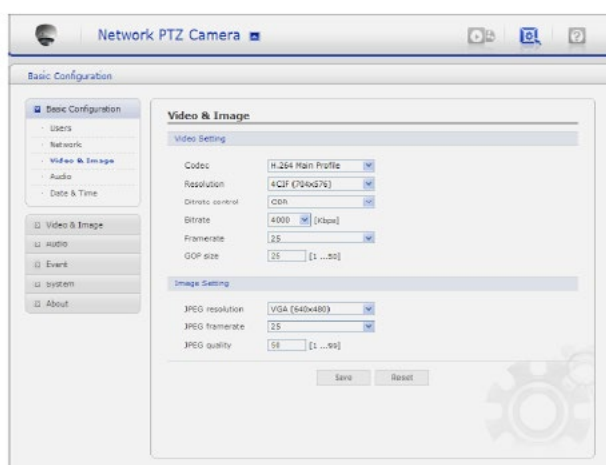 Network PTZ Camera
Basic Configuration
Basic Configuration
Users
Network
Video & Image
Audio
Date & Time
Video & Image
Audio
Event
System
About
Video & Image
Video Setting
Codec H.264 Main Profile
Resolution 4CIF (704x576)
Bitrate control CBR
Bitrate 4000 [Kbps]
Framerate 25
GOP size 25 [1 ...50]
Image Setting
JPEG resolution VGA (640x480)
JPEG framerate 25
JPEG quality 50 [1 ...99]
Save Reset